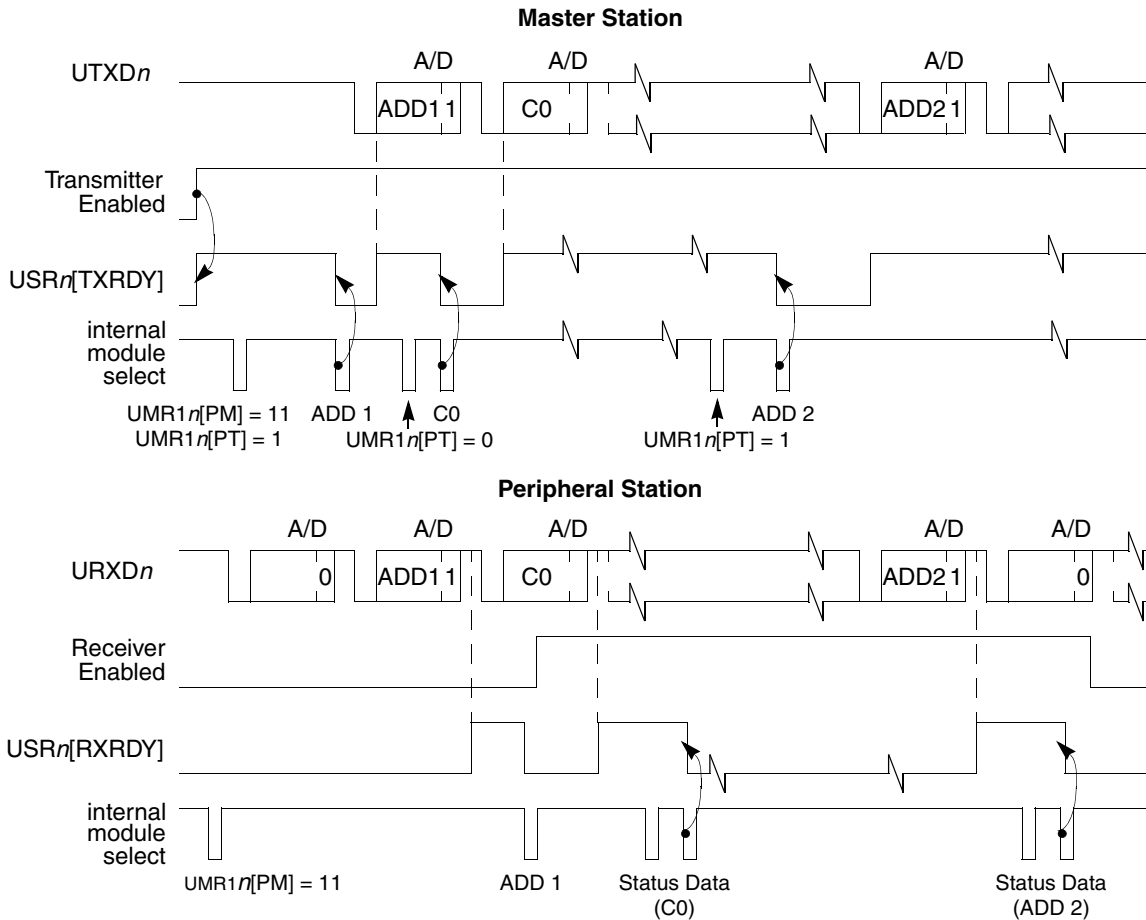 Master Station
A/D A/D A/D
UTXDn
ADD1 1 C0 ADD2 1
Transmitter
Enabled
USRn[TXRDY]
internal
module
select
UMR1n[PM] = 11 ADD 1 C0 ADD 2
UMR1n[PT] = 1 UMR1n[PT] = 0 UMR1n[PT] = 1
Peripheral Station
A/D A/D A/D A/D A/D
URXDn
0 ADD1 1 C0 ADD2 1 0
Receiver
Enabled
USRn[RXRDY]
internal
module
select
UMR1n[PM] = 11 ADD 1 Status Data Status Data
(C0) (ADD 2)